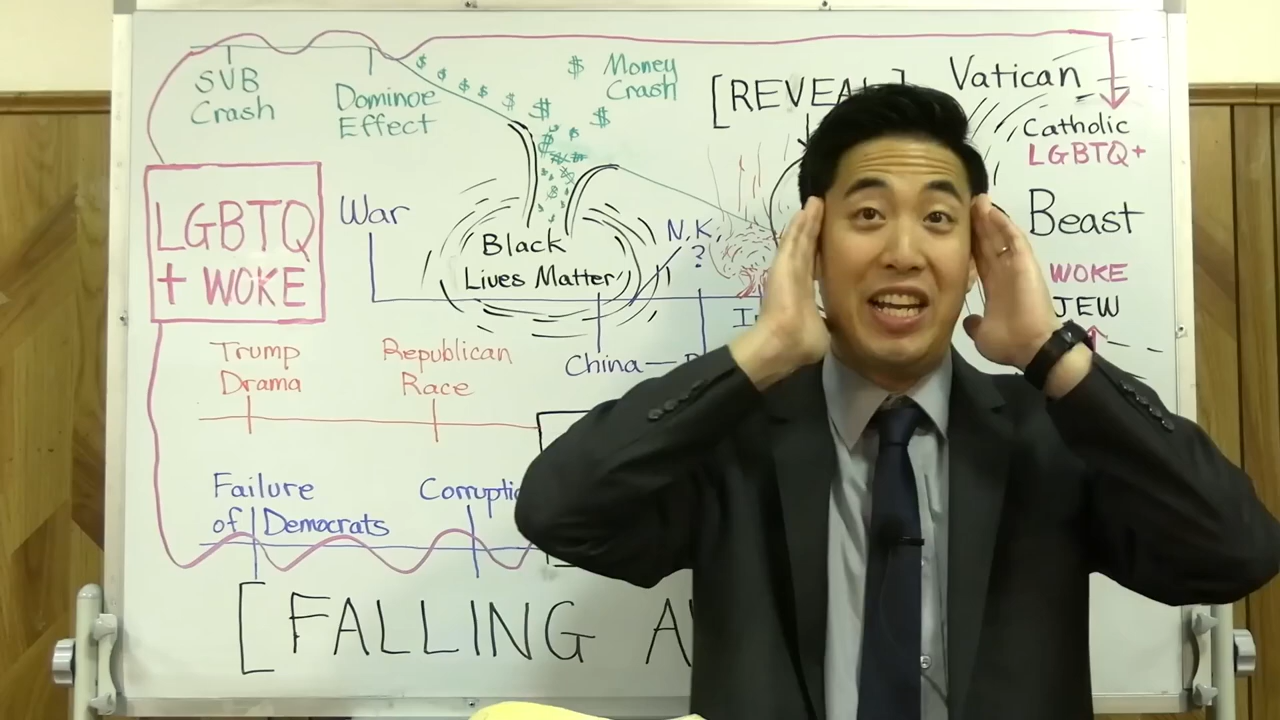 SVB
Crash
Dominoe
Effect
$ $ $ $ $ $
Money
Crash
[REVEAL]
Vatican
Catholic
LGBTQ+
LGBTQ
+ WOKE
War
Black
Lives Matter
N.K.
?
Beast
WOKE
JEW
Trump
Drama
Republican
Race
China—
Failure
of Democrats
[FALLING